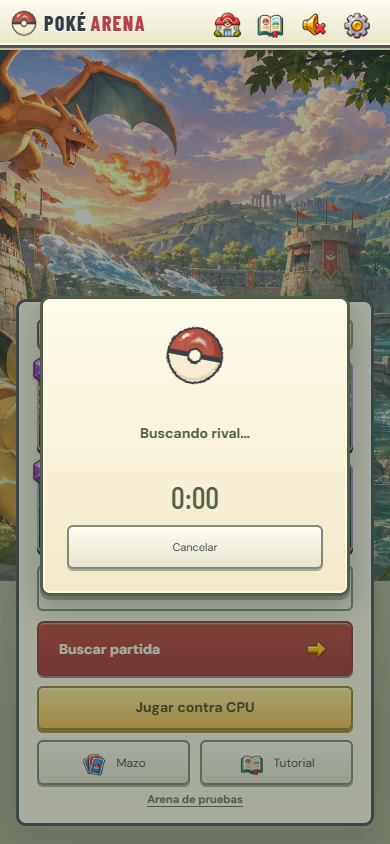 POKÉ ARENA
Buscando rival...
0:00
Cancelar
Buscar partida
Jugar contra CPU
Mazo
Tutorial
Arena de pruebas